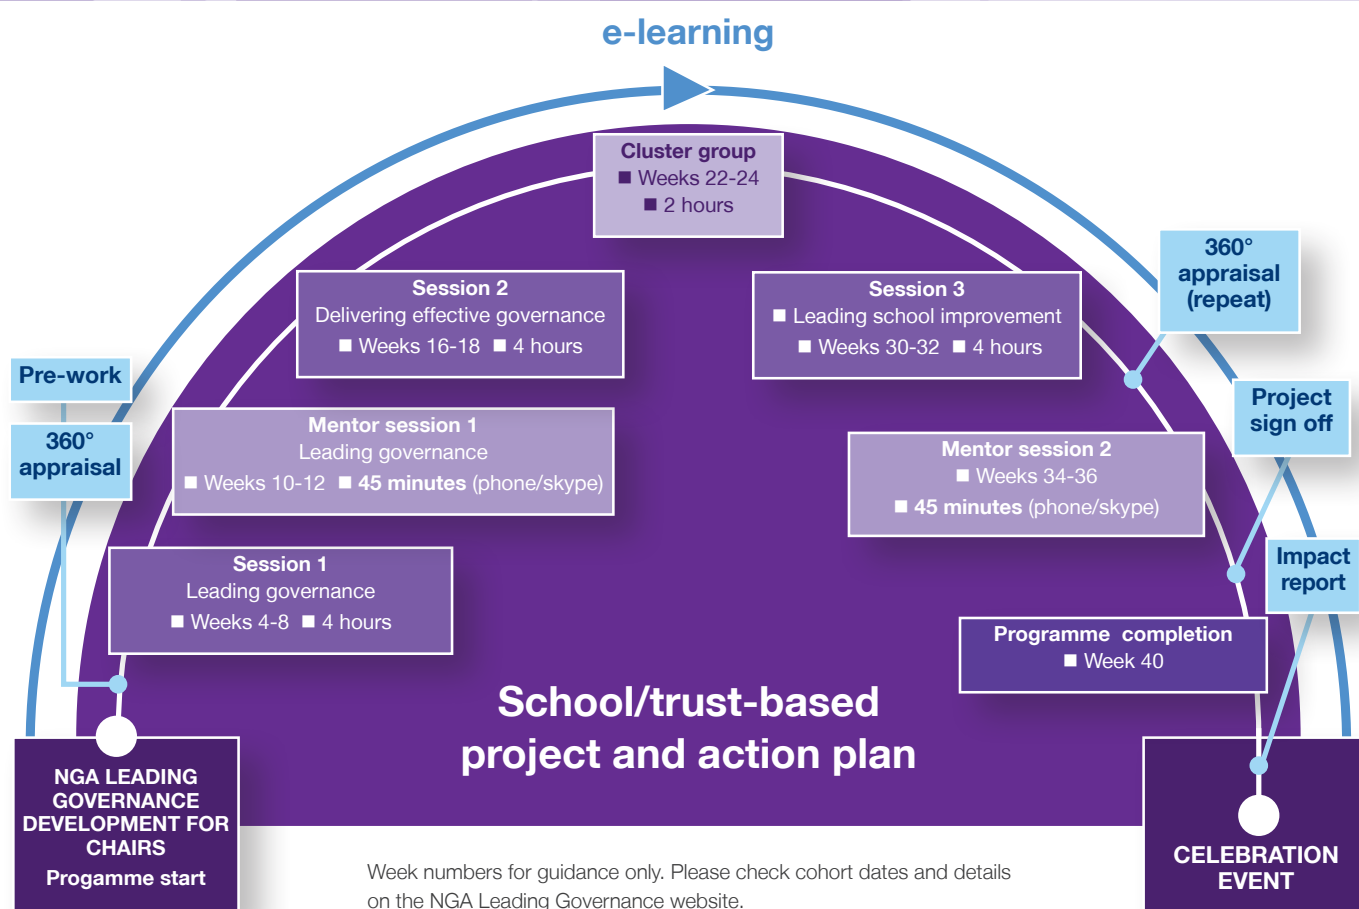 e-learning
Cluster group
■ Weeks 22-24
■ 2 hours
360°
appraisal
(repeat)
Session 2
Delivering effective governance
■ Weeks 16-18 ■ 4 hours
Session 3
■ Leading school improvement
■ Weeks 30-32 ■ 4 hours
Pre-work
360°
appraisal
Mentor session 1
Leading governance
■ Weeks 10-12 ■ 45 minutes (phone/skype)
Project
sign off
Mentor session 2
■ Weeks 34-36
■ 45 minutes (phone/skype)
Session 1
Leading governance
■ Weeks 4-8 ■ 4 hours
Impact
report
Programme completion
■ Week 40
School/trust-based
project and action plan
NGA LEADING
GOVERNANCE
DEVELOPMENT FOR
CHAIRS
Progamme start
CELEBRATION
EVENT
Week numbers for guidance only. Please check cohort dates and details
on the NGA Leading Governance website.